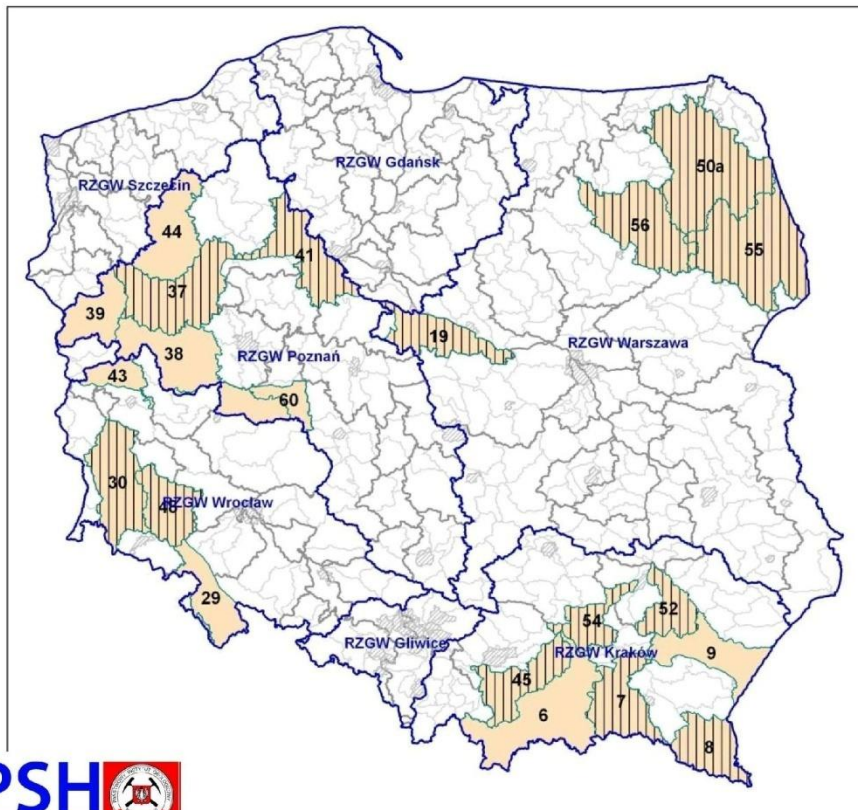 50a
RZGW Gdańsk
RZGW Szczecin
56
44
41
55
37
39
19
RZGW Warszawa
38
RZGW Poznań
43
60
30
48
RZGW Wrocław
29
52
54
RZGW Gliwice
RZGW Kraków
9
45
6
7
8
PSH